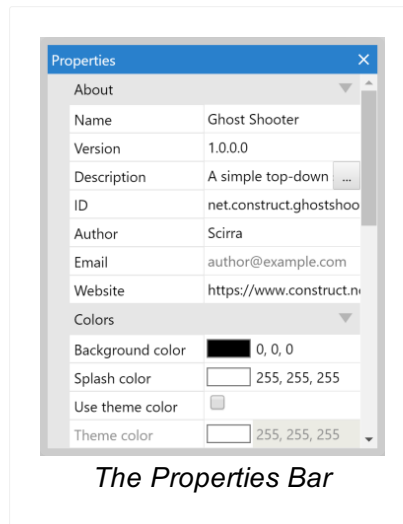 Properties
About
Name Ghost Shooter
Version 1.0.0.0
Description A simple top-down ...
ID net.construct.ghostshoo
Author Scirra
Email author@example.com
Website https://www.construct.n
Colors
Background color 0, 0, 0
Splash color 255, 255, 255
Use theme color
Theme color 255, 255, 255
The Properties Bar